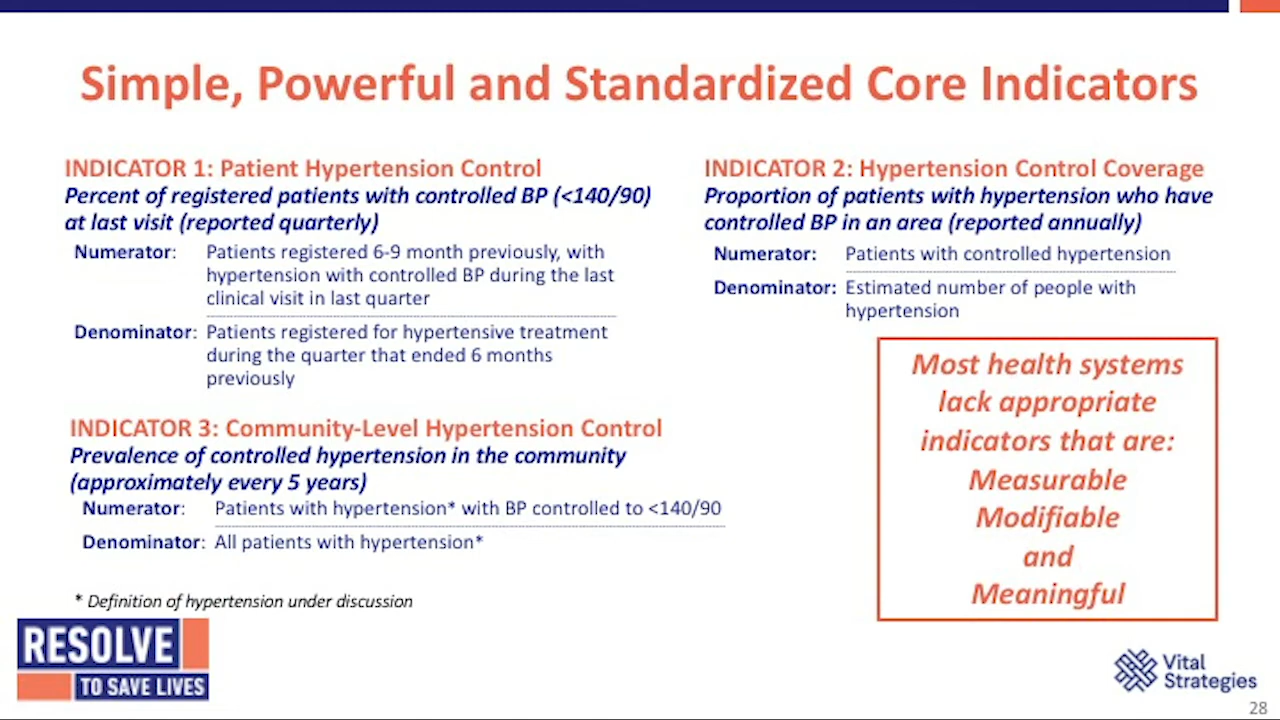 Simple, Powerful and Standardized Core Indicators
INDICATOR 1: Patient Hypertension Control
Percent of registered patients with controlled BP (<140/90)
at last visit (reported quarterly)
Numerator: Patients registered 6-9 month previously, with
hypertension with controlled BP during the last
clinical visit in last quarter
Denominator: Patients registered for hypertensive treatment
during the quarter that ended 6 months
previously
INDICATOR 2: Hypertension Control Coverage
Proportion of patients with hypertension who have
controlled BP in an area (reported annually)
Numerator: Patients with controlled hypertension
Denominator: Estimated number of people with
hypertension
INDICATOR 3: Community-Level Hypertension Control
Prevalence of controlled hypertension in the community
(approximately every 5 years)
Numerator: Patients with hypertension* with BP controlled to <140/90
Denominator: All patients with hypertension*
* Definition of hypertension under discussion
Most health systems
lack appropriate
indicators that are:
Measurable
Modifiable
and
Meaningful
RESOLVE
TO SAVE LIVES
Vital
Strategies
28